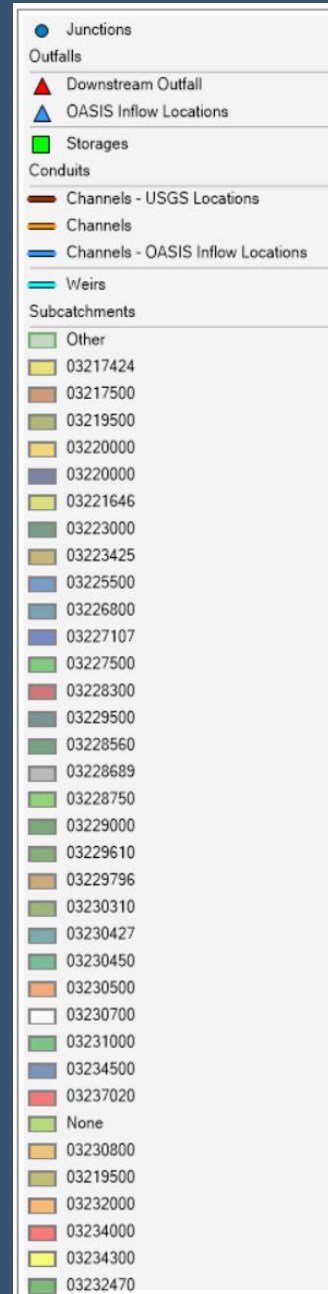 Junctions
Outfalls
Downstream Outfall
OASIS Inflow Locations
Storages
Conduits
Channels - USGS Locations
Channels
Channels - OASIS Inflow Locations
Weirs
Subcatchments
Other
03217424
03217500
03219500
03220000
03220000
03221646
03223000
03223425
03225500
03226800
03227107
03227500
03228300
03229500
03228560
03228689
03228750
03229000
03229610
03229796
03230310
03230427
03230450
03230500
03230700
03231000
03234500
03237020
None
03230800
03219500
03232000
03234000
03234300
03232470